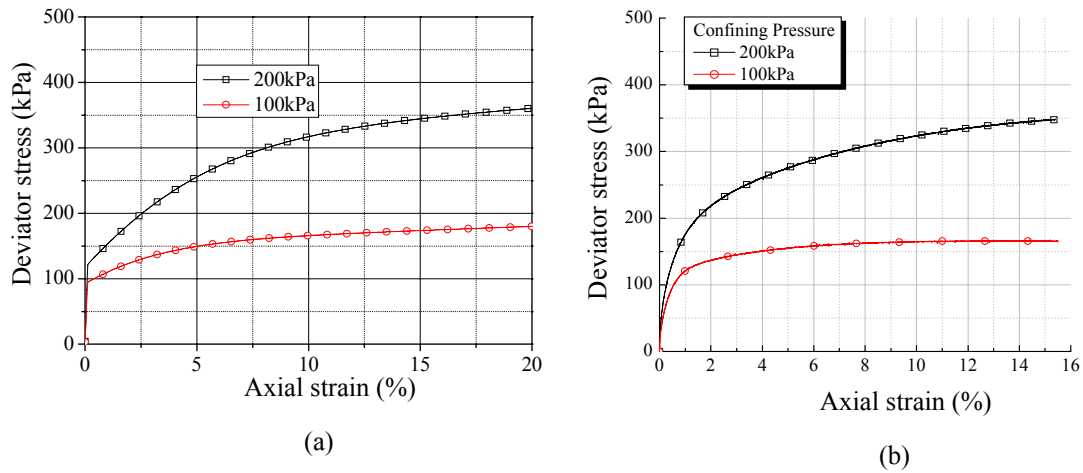 500
400
300
200
100
0
Deviator stress (kPa)
200kPa
100kPa
0 5 10 15 20
Axial strain (%)
(a)
500
400
300
200
100
0
Deviator stress (kPa)
Confining Pressure
200kPa
100kPa
0 2 4 6 8 10 12 14 16
Axial strain (%)
(b)